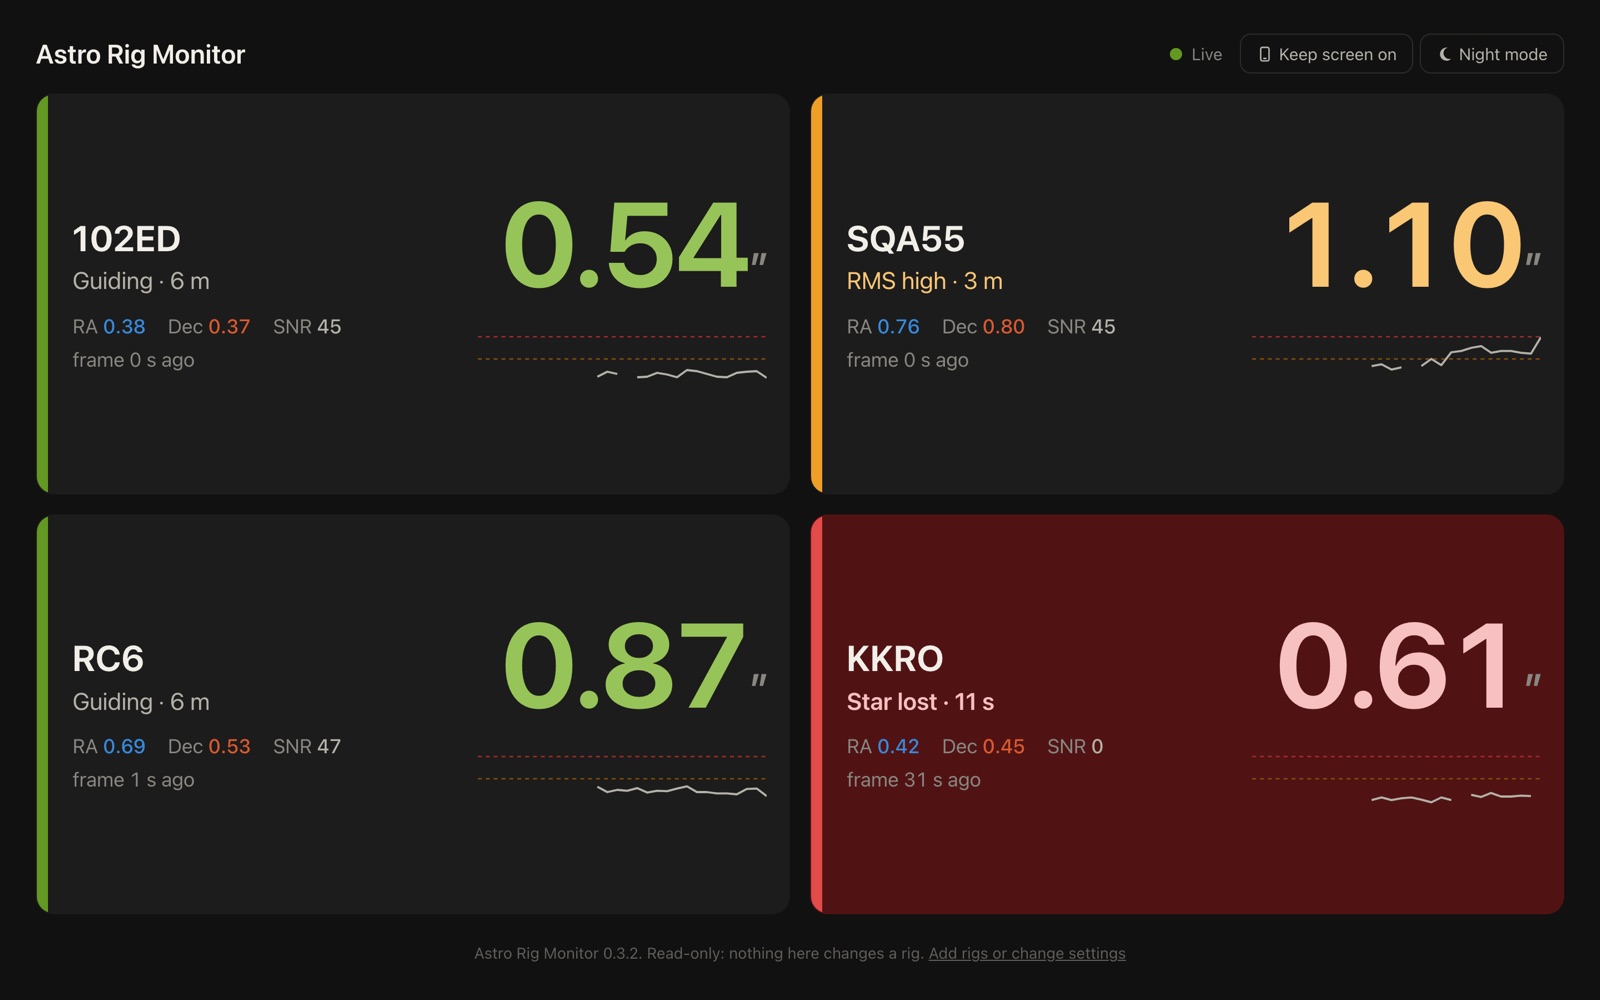 Astro Rig Monitor
Live
Keep screen on
Night mode
102ED
Guiding · 6 m
RA 0.38 Dec 0.37 SNR 45
frame 0 s ago
0.54″
SQA55
RMS high · 3 m
RA 0.76 Dec 0.80 SNR 45
frame 0 s ago
1.10″
RC6
Guiding · 6 m
RA 0.69 Dec 0.53 SNR 47
frame 1 s ago
0.87″
KKRO
Star lost · 11 s
RA 0.42 Dec 0.45 SNR 0
frame 31 s ago
0.61″
Astro Rig Monitor 0.3.2. Read-only: nothing here changes a rig. Add rigs or change settings